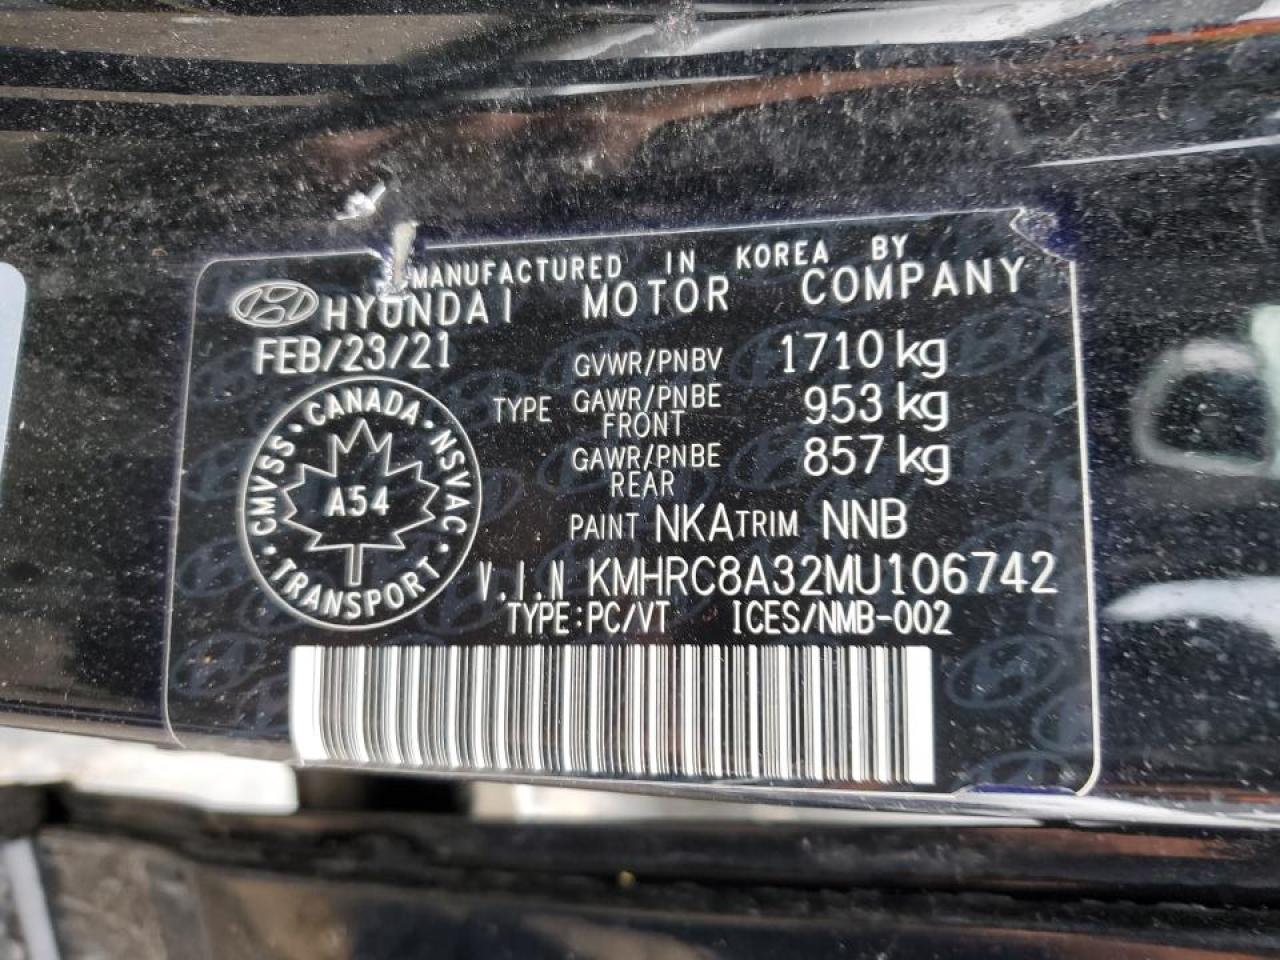 MANUFACTURED IN KOREA BY
HYUNDAI MOTOR COMPANY
FEB/23/21
GVWR/PNBV 1710 kg
TYPE GAWR/PNBE FRONT 953 kg
GAWR/PNBE REAR 857 kg
CMVSS · CANADA · NSVAC · TRANSPORT ·
A54
PAINT NKA TRIM NNB
V.I.N KMHRC8A32MU106742
TYPE:PC/VT ICES/NMB-002